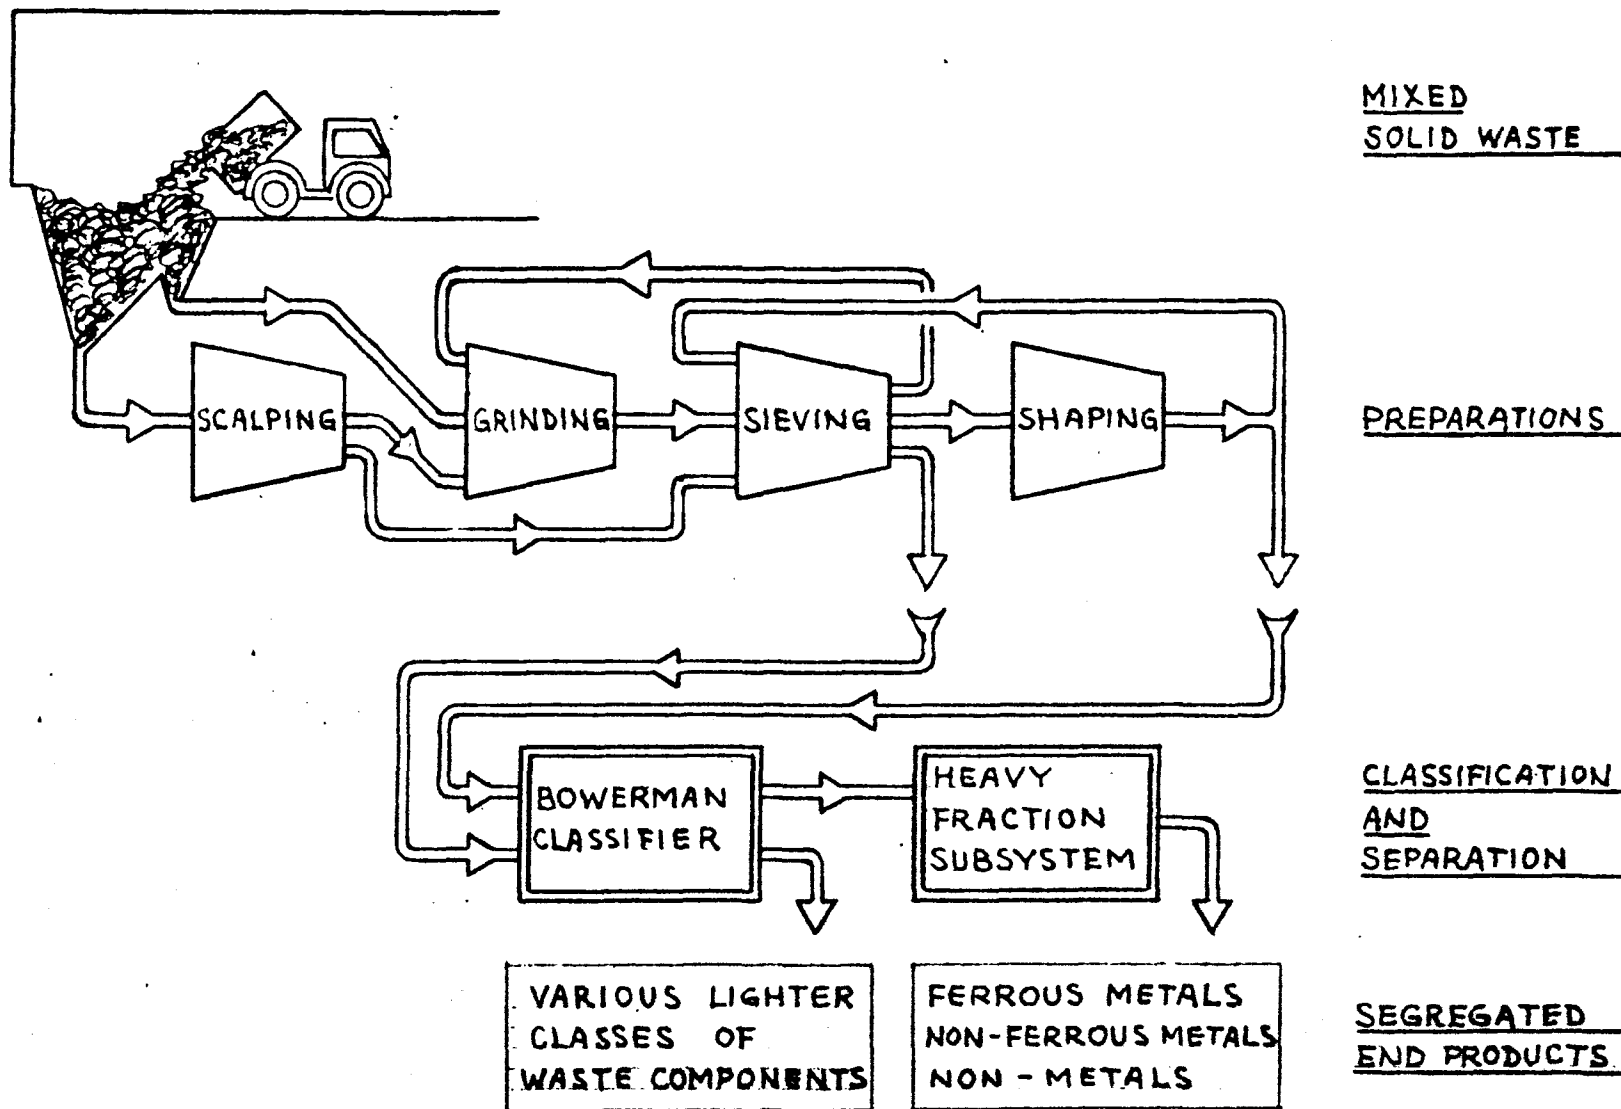 MIXED
SOLID WASTE
SCALPING
GRINDING
SIEVING
SHAPING
PREPARATIONS
BOWERMAN
CLASSIFIER
HEAVY
FRACTION
SUBSYSTEM
CLASSIFICATION
AND
SEPARATION
VARIOUS LIGHTER
CLASSES OF
WASTE COMPONENTS
FERROUS METALS
NON-FERROUS METALS
NON-METALS
SEGREGATED
END PRODUCTS